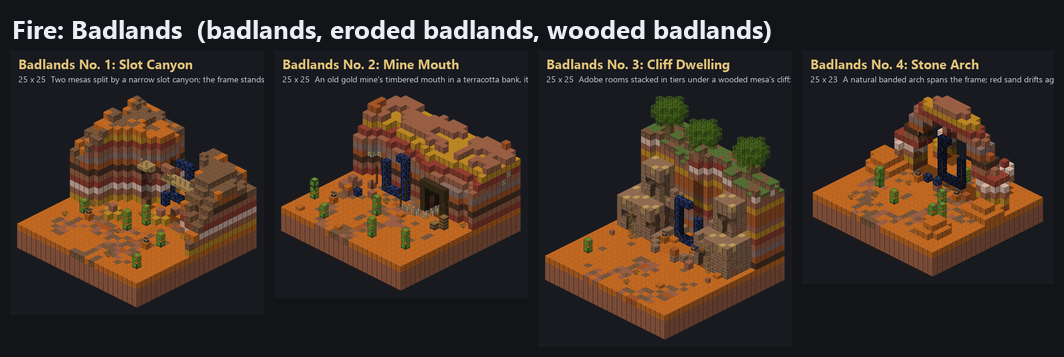 Fire: Badlands (badlands, eroded badlands, wooded badlands)
Badlands No. 1: Slot Canyon
25 x 25 Two mesas split by a narrow slot canyon; the frame stands
Badlands No. 2: Mine Mouth
25 x 25 An old gold mine's timbered mouth in a terracotta bank, it
Badlands No. 3: Cliff Dwelling
25 x 25 Adobe rooms stacked in tiers under a wooded mesa's cliff;
Badlands No. 4: Stone Arch
25 x 23 A natural banded arch spans the frame; red sand drifts ag